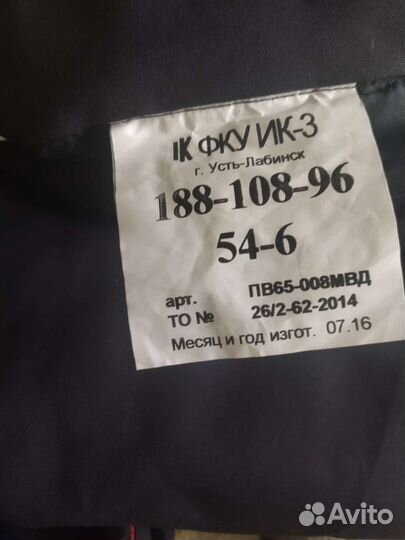 IK ФКУ ИК-3
г. Усть-Лабинск
188-108-96
54-6
арт. ПВ65-008МВД
ТО № 26/2-62-2014
Месяц и год изгот. 07.16
Avito